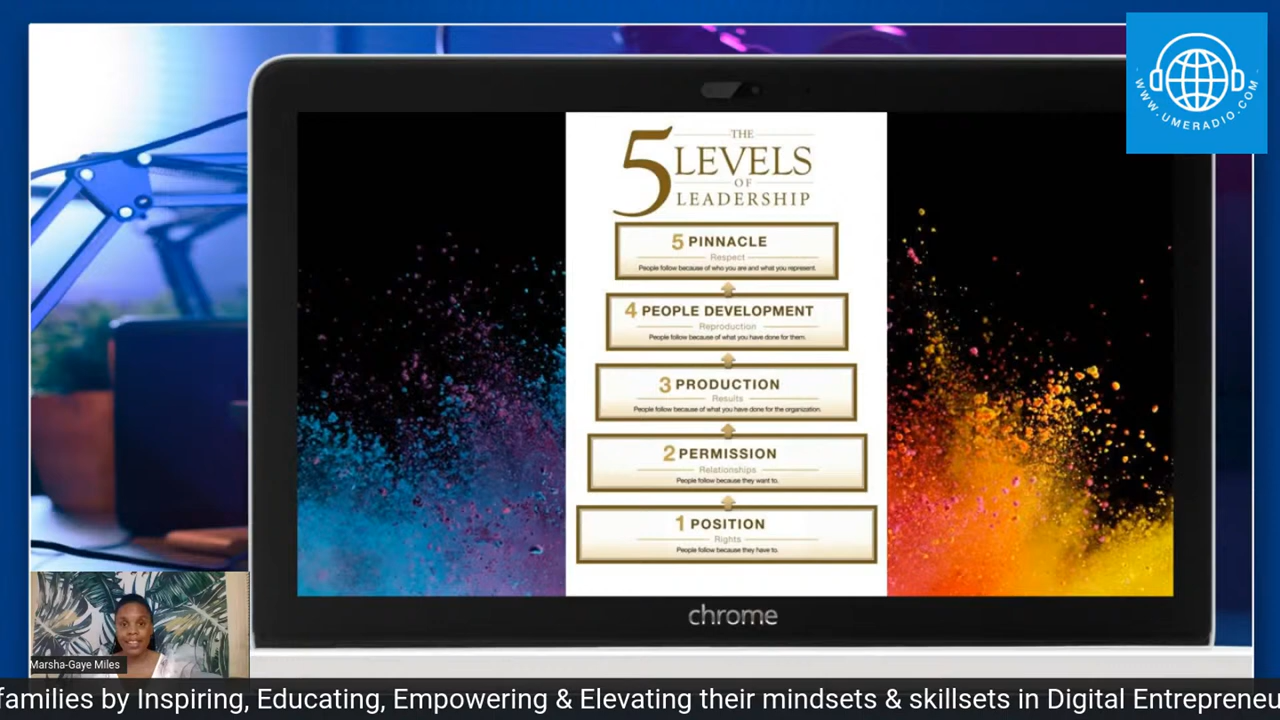 WWW.UMERADIO.COM
THE
5 LEVELS
OF
LEADERSHIP
5 PINNACLE
Respect
People follow because of who you are and what you represent.
4 PEOPLE DEVELOPMENT
Reproduction
People follow because of what you have done for them.
3 PRODUCTION
Results
People follow because of what you have done for the organization.
2 PERMISSION
Relationships
People follow because they want to.
1 POSITION
Rights
People follow because they have to.
chrome
Marsha-Gaye Miles
families by Inspiring, Educating, Empowering & Elevating their mindsets & skillsets in Digital Entrepreneu